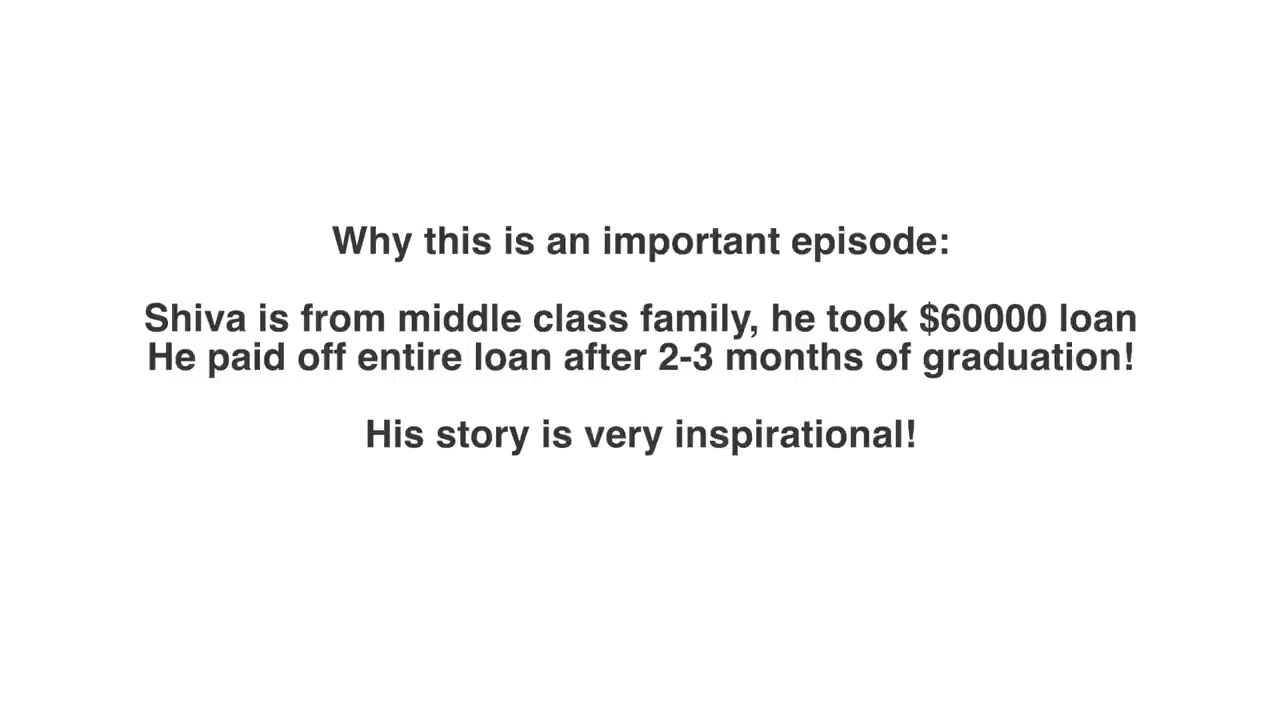 Why this is an important episode:
Shiva is from middle class family, he took $60000 loan
He paid off entire loan after 2-3 months of graduation!
His story is very inspirational!